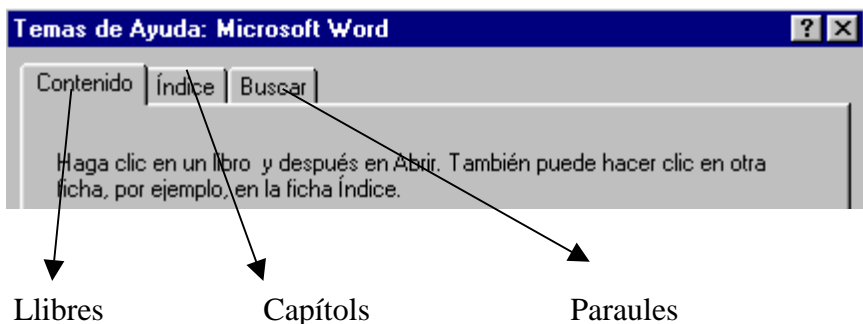 Temas de Ayuda: Microsoft Word
Contenido Índice Buscar
Haga clic en un libro y después en Abrir. También puede hacer clic en otra
ficha, por ejemplo, en la ficha Índice.
Llibres Capítols Paraules